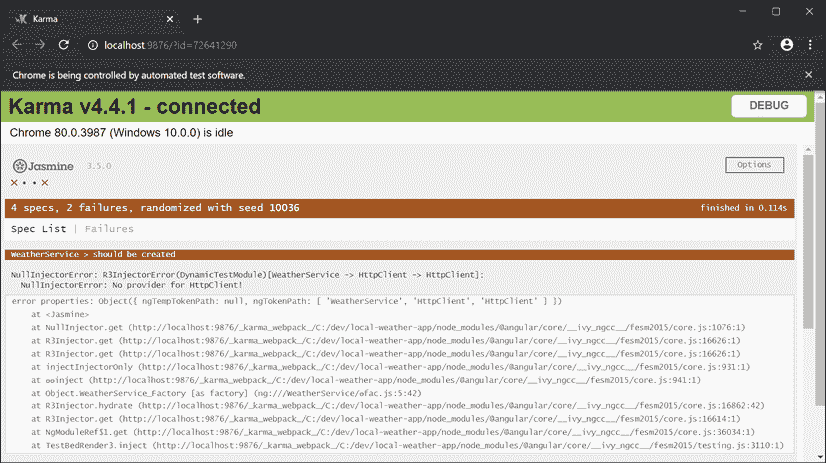 Karma
localhost:9876/?id=72641290
Chrome is being controlled by automated test software.
Karma v4.4.1 - connected
DEBUG
Chrome 80.0.3987 (Windows 10.0.0) is idle
Jasmine 3.5.0
Options
4 specs, 2 failures, randomized with seed 10036
finished in 0.114s
Spec List | Failures
WeatherService > should be created
NullInjectorError: R3InjectorError(DynamicTestModule)[WeatherService -> HttpClient -> HttpClient]:
NullInjectorError: No provider for HttpClient!
error properties: Object({ ngTempTokenPath: null, ngTokenPath: [ 'WeatherService', 'HttpClient', 'HttpClient' ] })
at <Jasmine>
at NullInjector.get (http://localhost:9876/_karma_webpack_/C:/dev/local-weather-app/node_modules/@angular/core/__ivy_ngcc__/fesm2015/core.js:1076:1)
at R3Injector.get (http://localhost:9876/_karma_webpack_/C:/dev/local-weather-app/node_modules/@angular/core/__ivy_ngcc__/fesm2015/core.js:16626:1)
at R3Injector.get (http://localhost:9876/_karma_webpack_/C:/dev/local-weather-app/node_modules/@angular/core/__ivy_ngcc__/fesm2015/core.js:16626:1)
at injectInjectorOnly (http://localhost:9876/_karma_webpack_/C:/dev/local-weather-app/node_modules/@angular/core/__ivy_ngcc__/fesm2015/core.js:931:1)
at ɵɵinject (http://localhost:9876/_karma_webpack_/C:/dev/local-weather-app/node_modules/@angular/core/__ivy_ngcc__/fesm2015/core.js:941:1)
at Object.WeatherService_Factory [as factory] (ng:///WeatherService/ɵfac.js:5:42)
at R3Injector.hydrate (http://localhost:9876/_karma_webpack_/C:/dev/local-weather-app/node_modules/@angular/core/__ivy_ngcc__/fesm2015/core.js:16862:42)
at R3Injector.get (http://localhost:9876/_karma_webpack_/C:/dev/local-weather-app/node_modules/@angular/core/__ivy_ngcc__/fesm2015/core.js:16614:1)
at NgModuleRef$1.get (http://localhost:9876/_karma_webpack_/C:/dev/local-weather-app/node_modules/@angular/core/__ivy_ngcc__/fesm2015/core.js:36034:1)
at TestBedRender3.inject (http://localhost:9876/_karma_webpack_/C:/dev/local-weather-app/node_modules/@angular/core/__ivy_ngcc__/fesm2015/testing.js:3110:1)